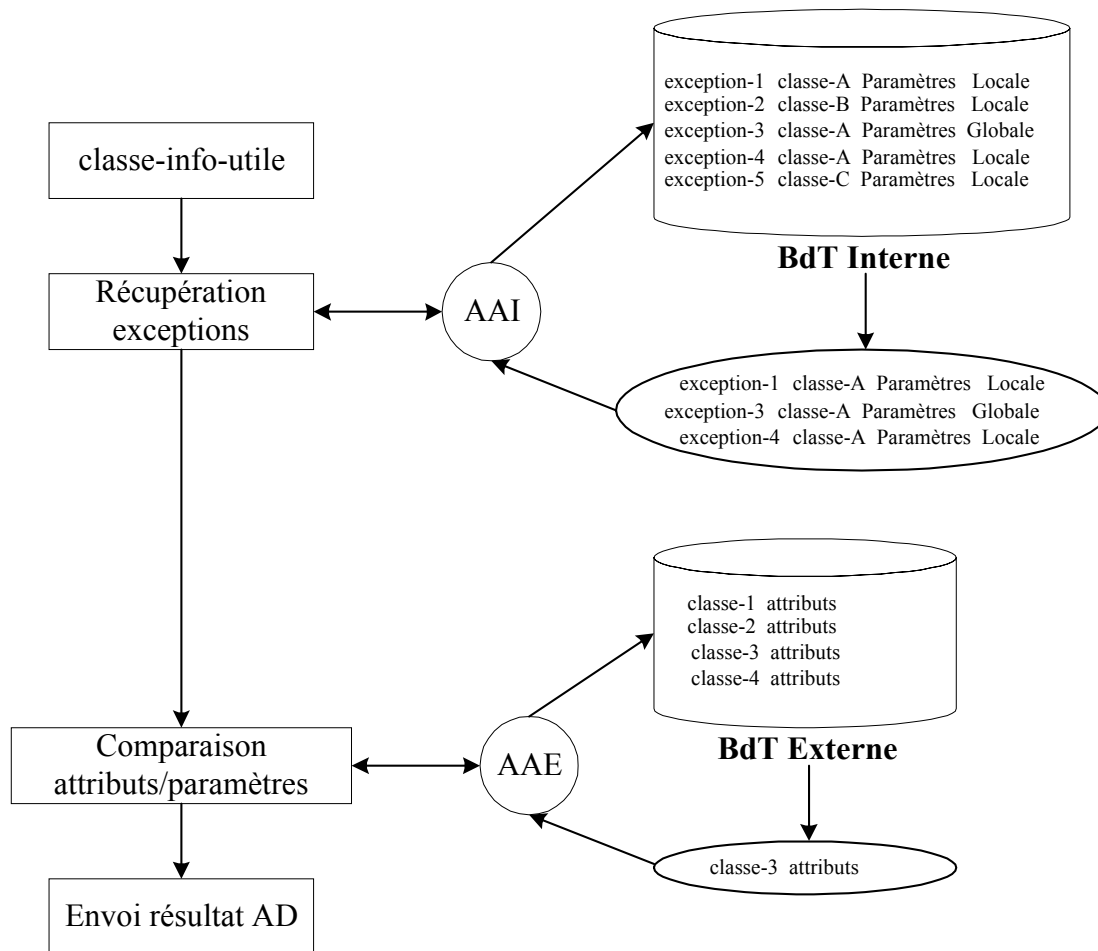 classe-info-utile
Récupération
exceptions
AAI
exception-1 classe-A Paramètres Locale
exception-2 classe-B Paramètres Locale
exception-3 classe-A Paramètres Globale
exception-4 classe-A Paramètres Locale
exception-5 classe-C Paramètres Locale
BdT Interne
exception-1 classe-A Paramètres Locale
exception-3 classe-A Paramètres Globale
exception-4 classe-A Paramètres Locale
Comparaison
attributs/paramètres
AAE
classe-1 attributs
classe-2 attributs
classe-3 attributs
classe-4 attributs
BdT Externe
classe-3 attributs
Envoi résultat AD